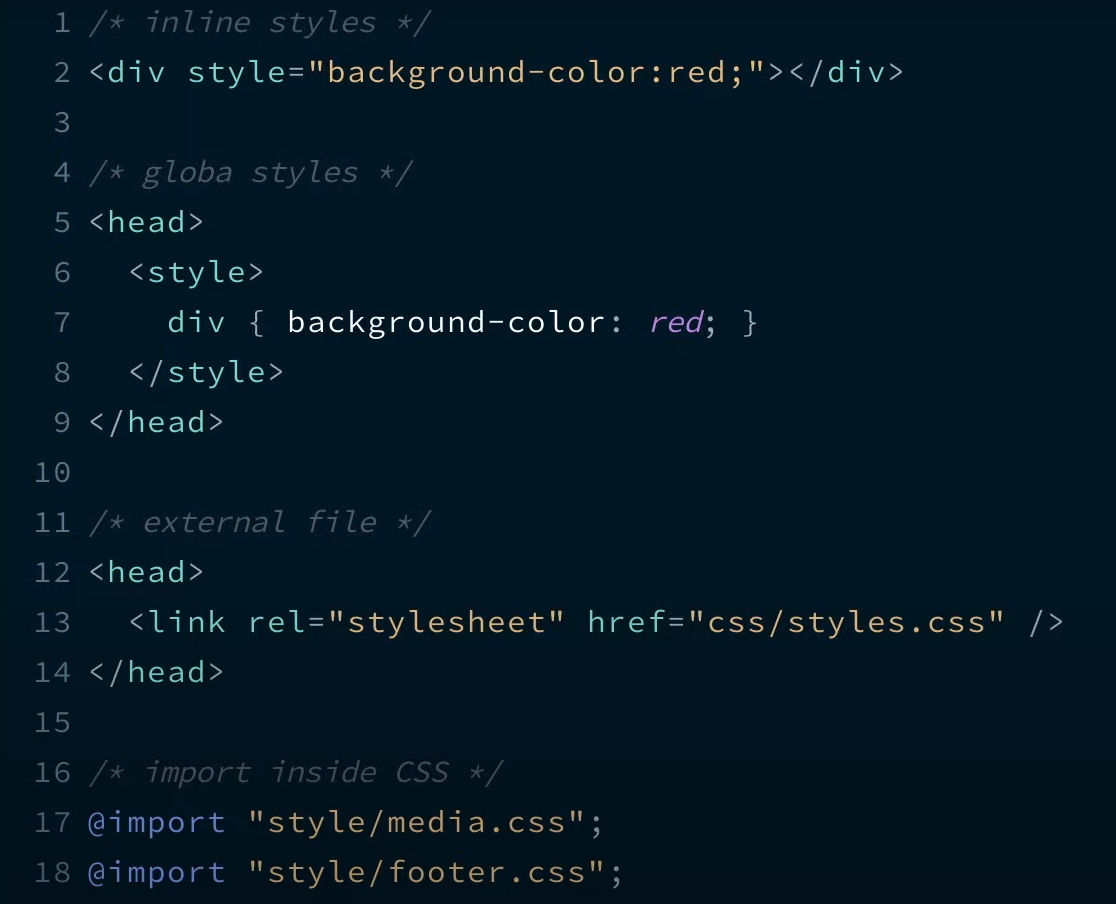 1 /* inline styles */
2 <div style="background-color:red;"></div>
3
4 /* globa styles */
5 <head>
6   <style>
7     div { background-color: red; }
8   </style>
9 </head>
10
11 /* external file */
12 <head>
13   <link rel="stylesheet" href="css/styles.css" />
14 </head>
15
16 /* import inside CSS */
17 @import "style/media.css";
18 @import "style/footer.css";